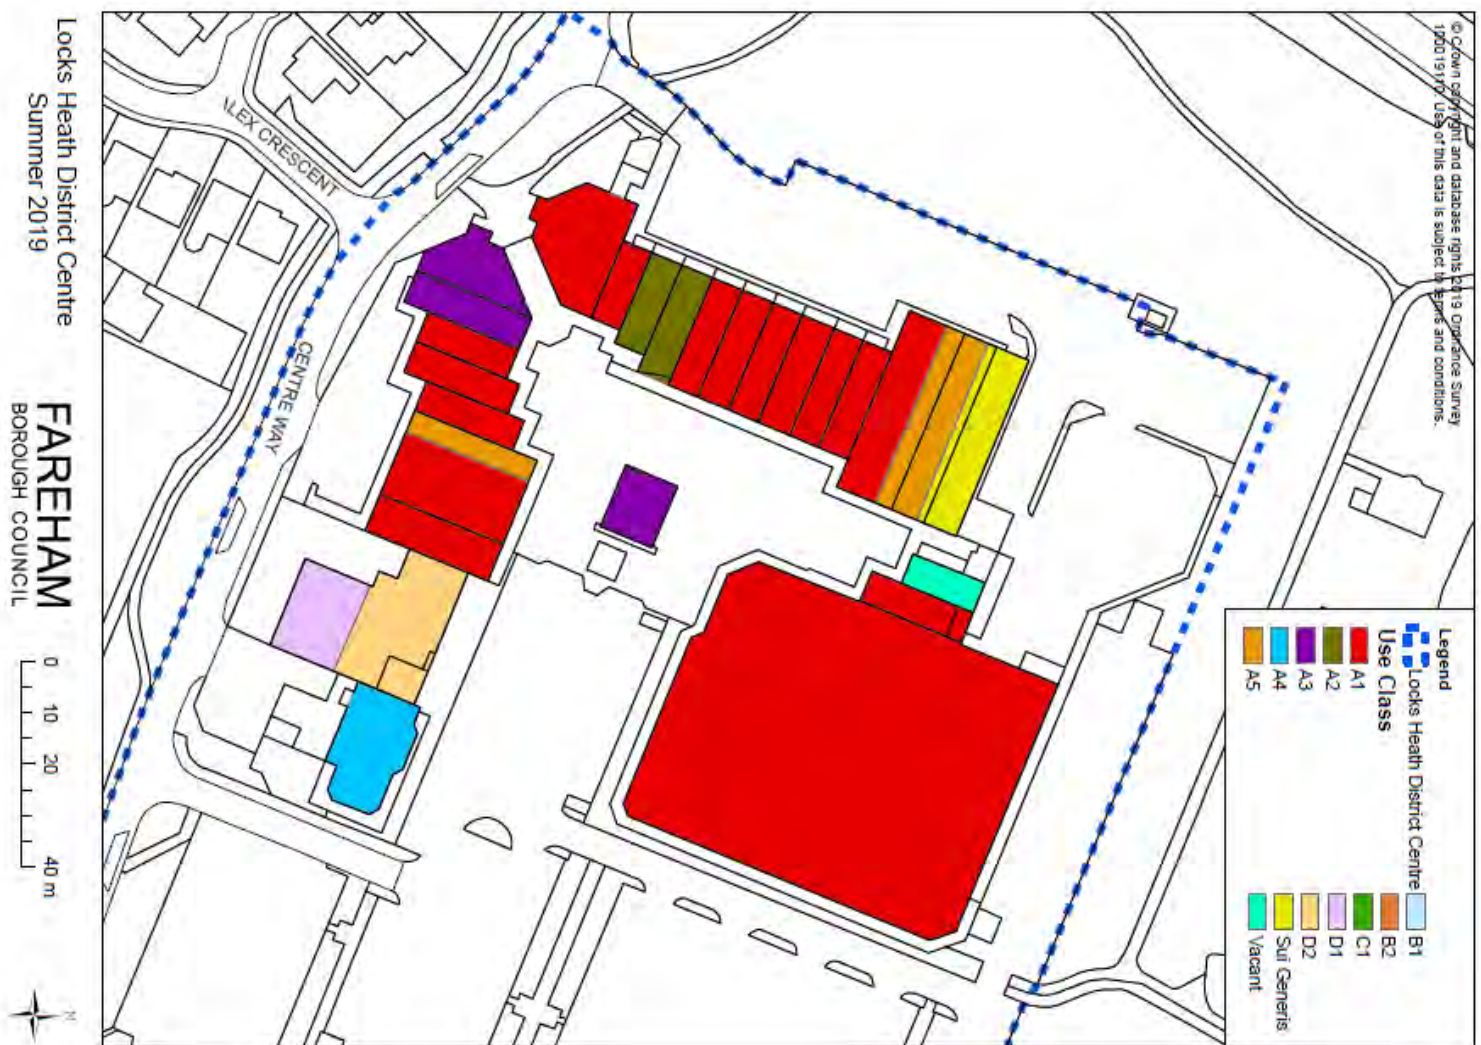 © Crown copyright and database rights 2019 Ordnance Survey
100019110. Use of this data is subject to terms and conditions.
Legend
Locks Heath District Centre
Use Class
A1
A2
A3
A4
A5
B1
B2
C1
D1
D2
Sui Generis
Vacant
LEX CRESCENT
CENTRE WAY
Locks Heath District Centre
Summer 2019
FAREHAM
BOROUGH COUNCIL
0 10 20 40 m
N